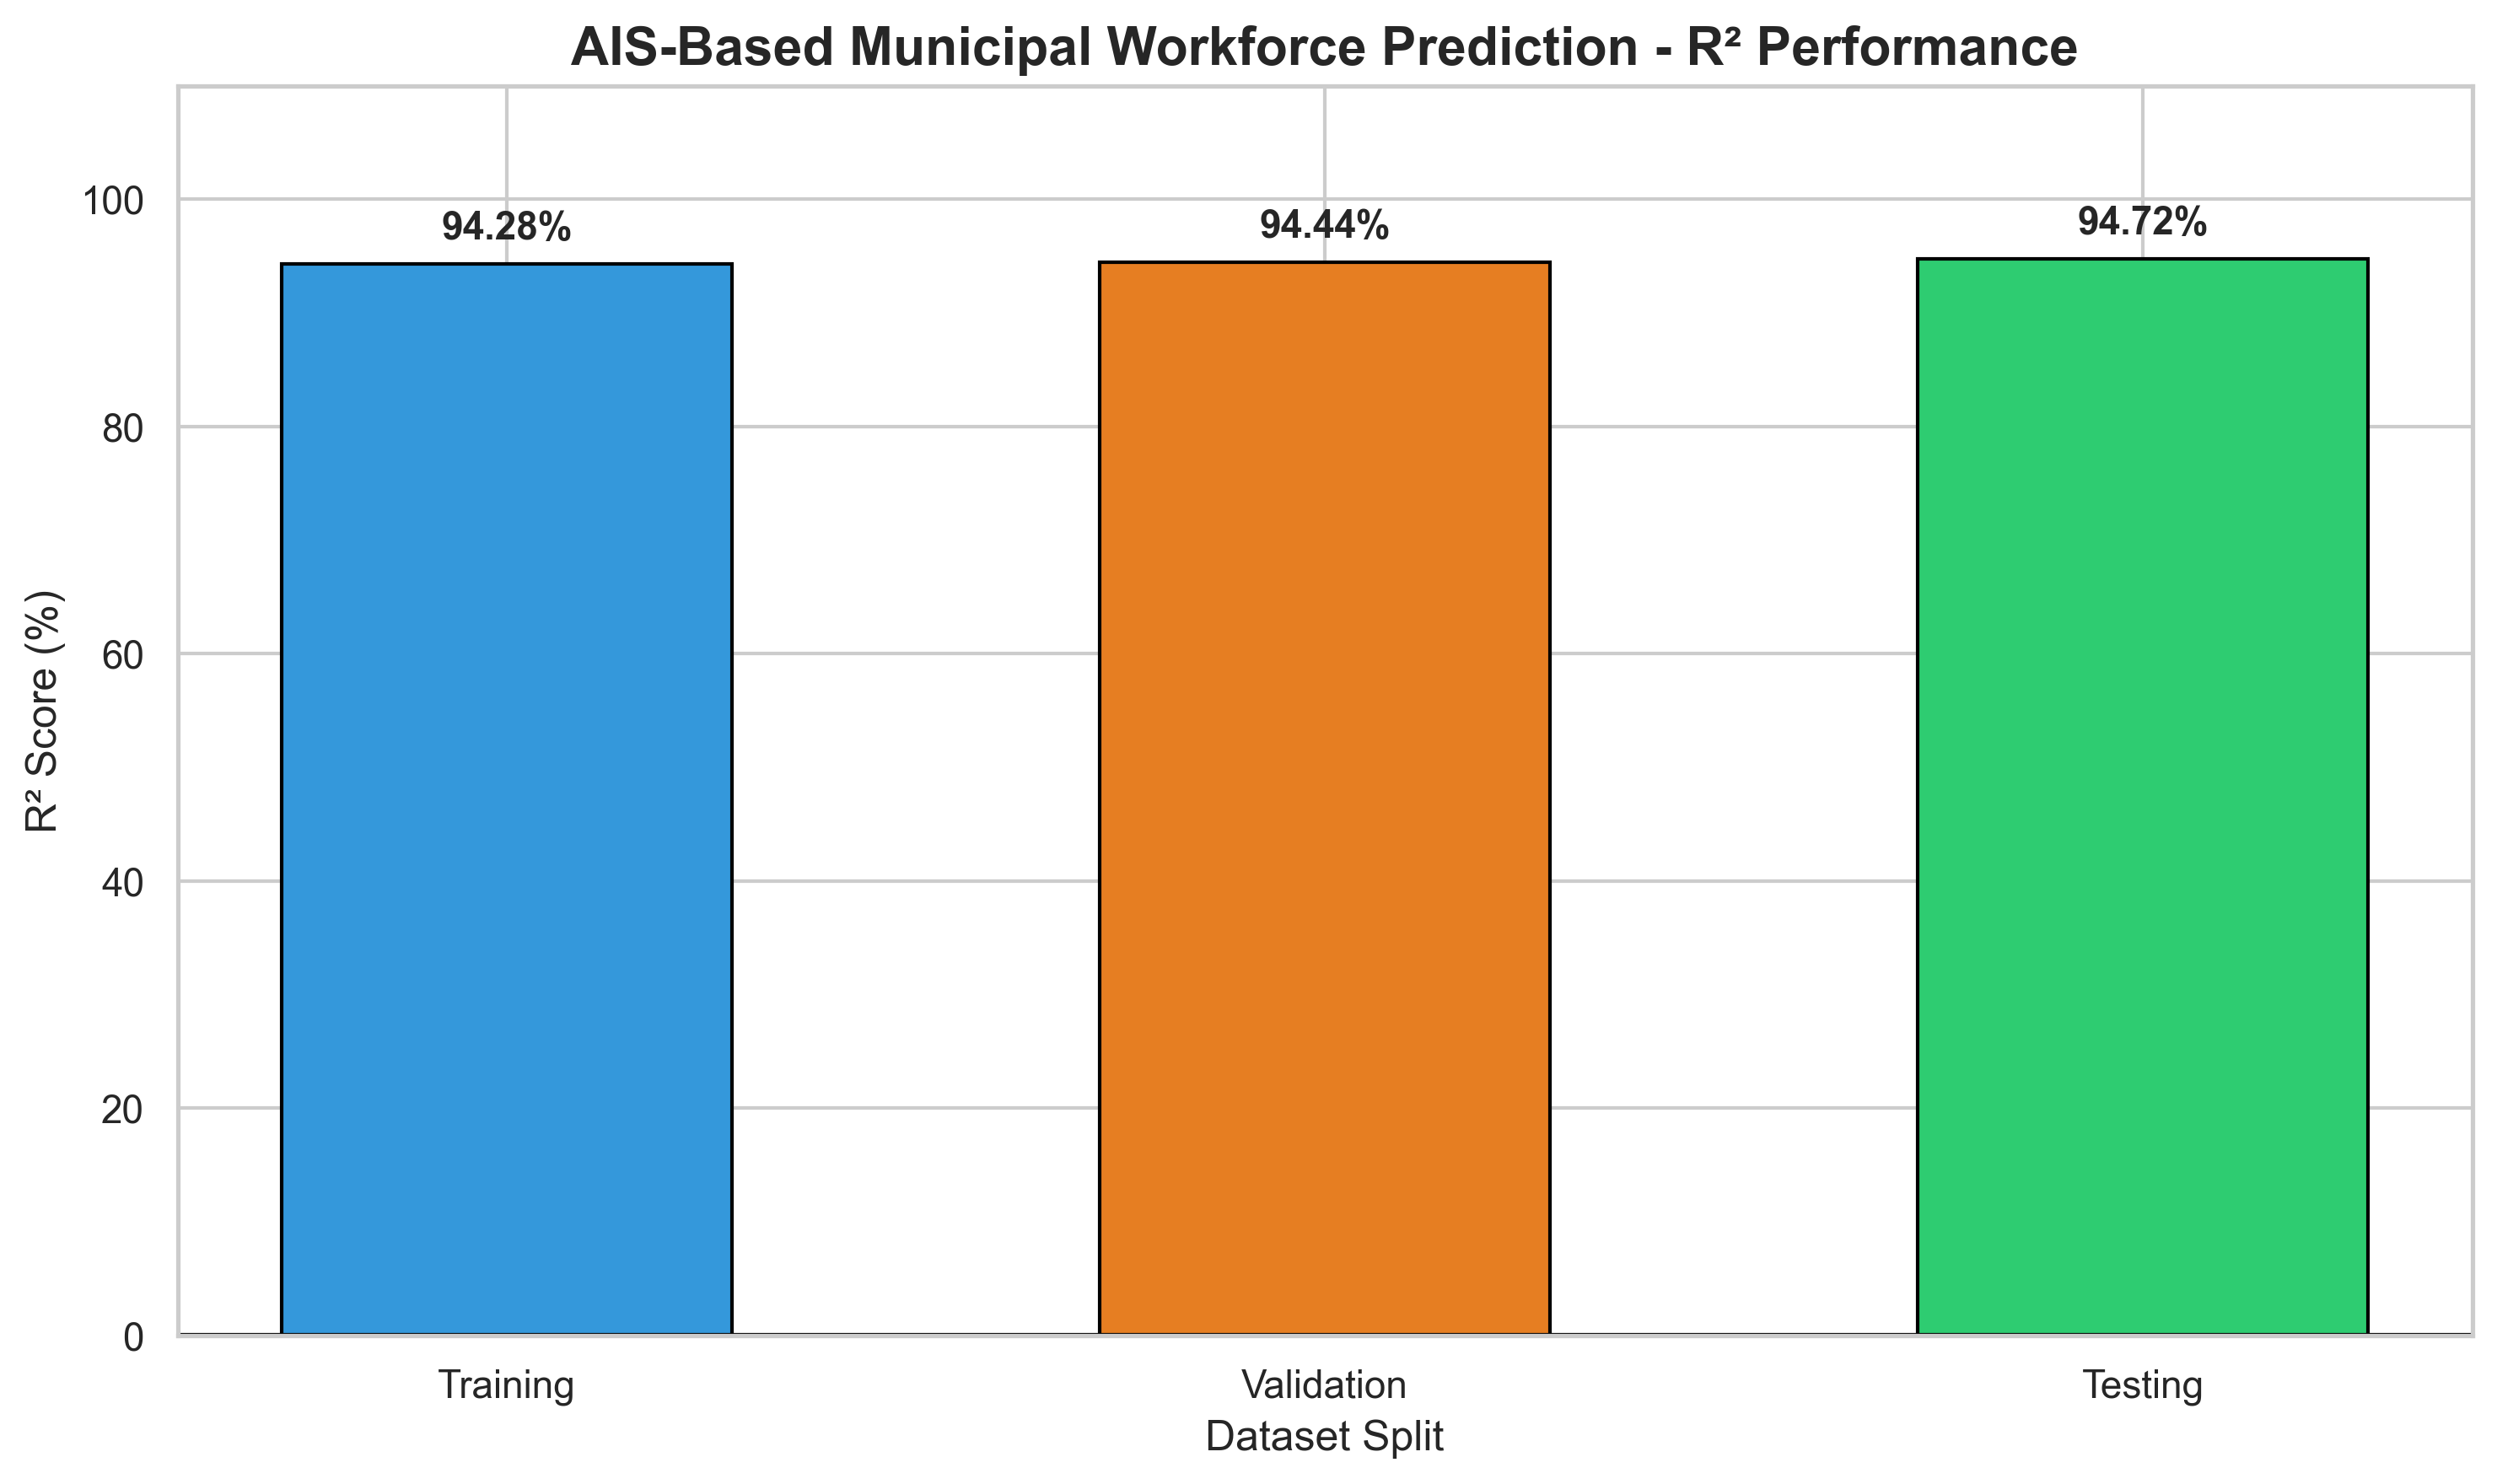 AIS-Based Municipal Workforce Prediction - R² Performance
R² Score (%)
100
80
60
40
20
0
94.28%
94.44%
94.72%
Training
Validation
Testing
Dataset Split